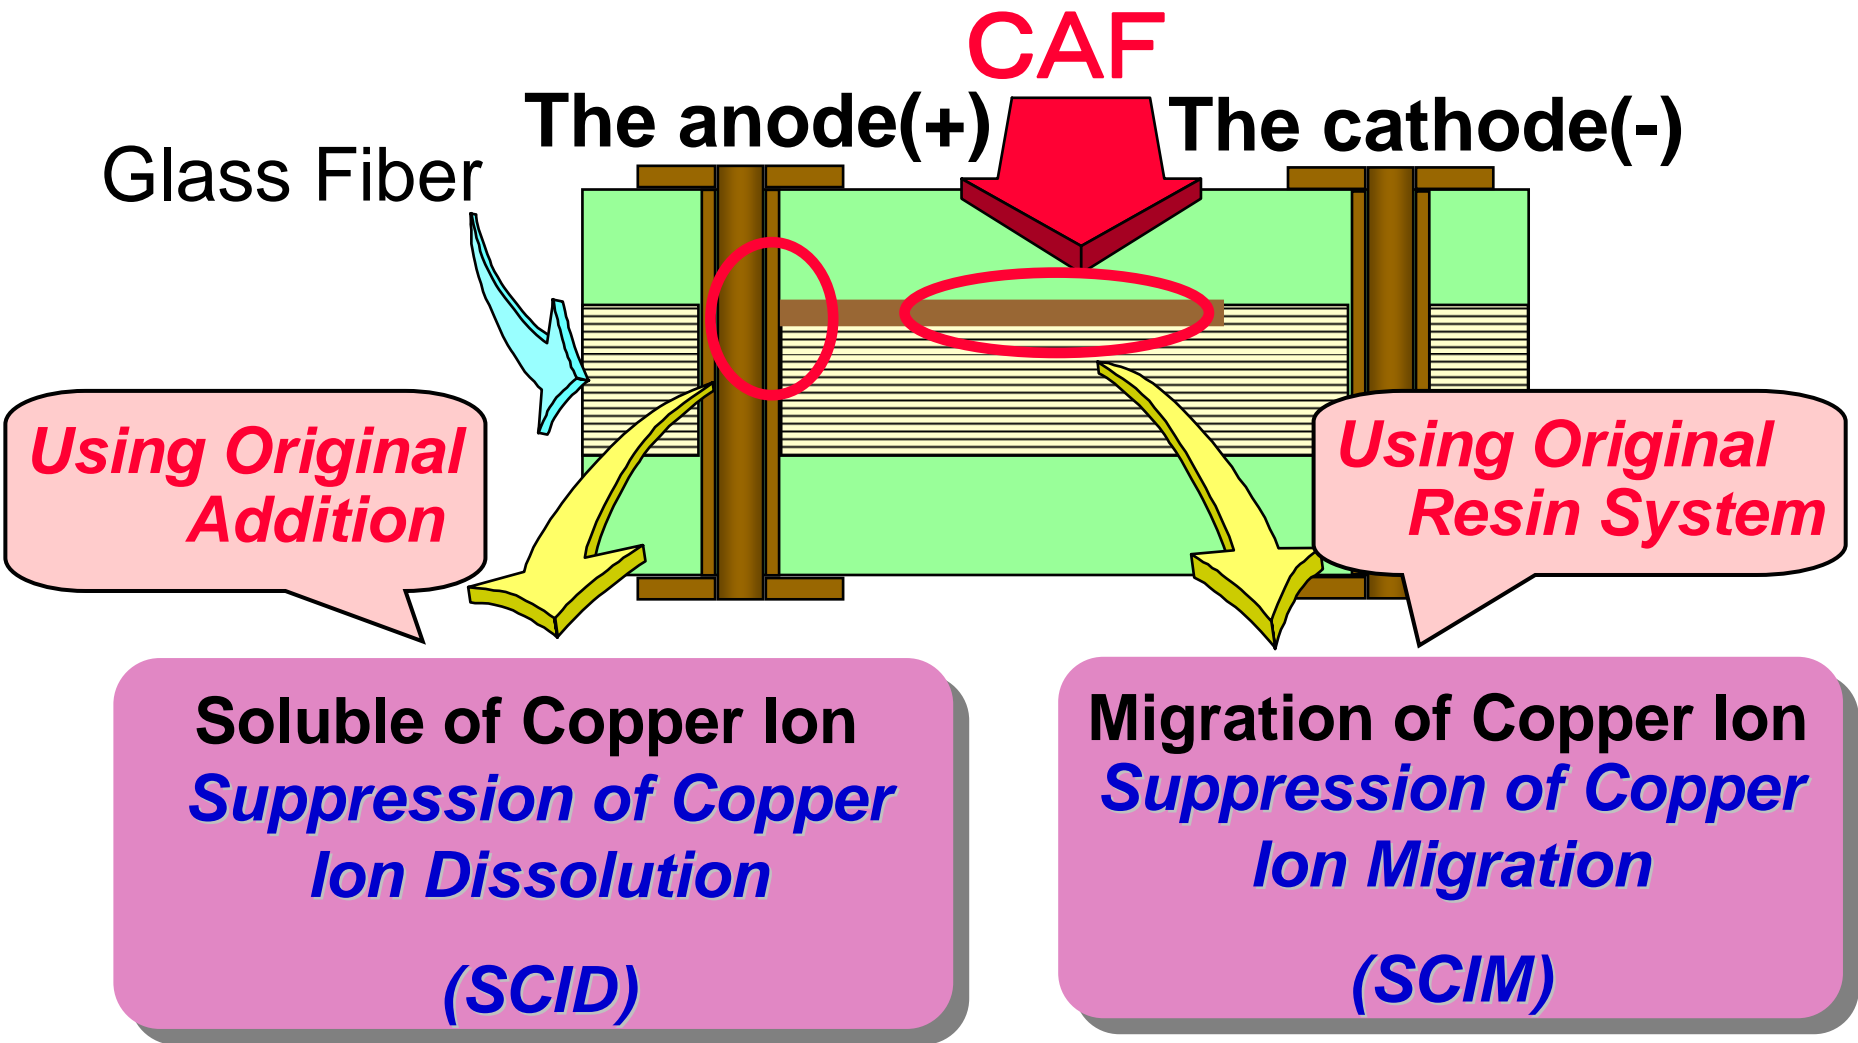 CAF
The anode(+)
The cathode(-)
Glass Fiber
Using Original
Addition
Using Original
Resin System
Soluble of Copper Ion
Suppression of Copper
Ion Dissolution
(SCID)
Migration of Copper Ion
Suppression of Copper
Ion Migration
(SCIM)